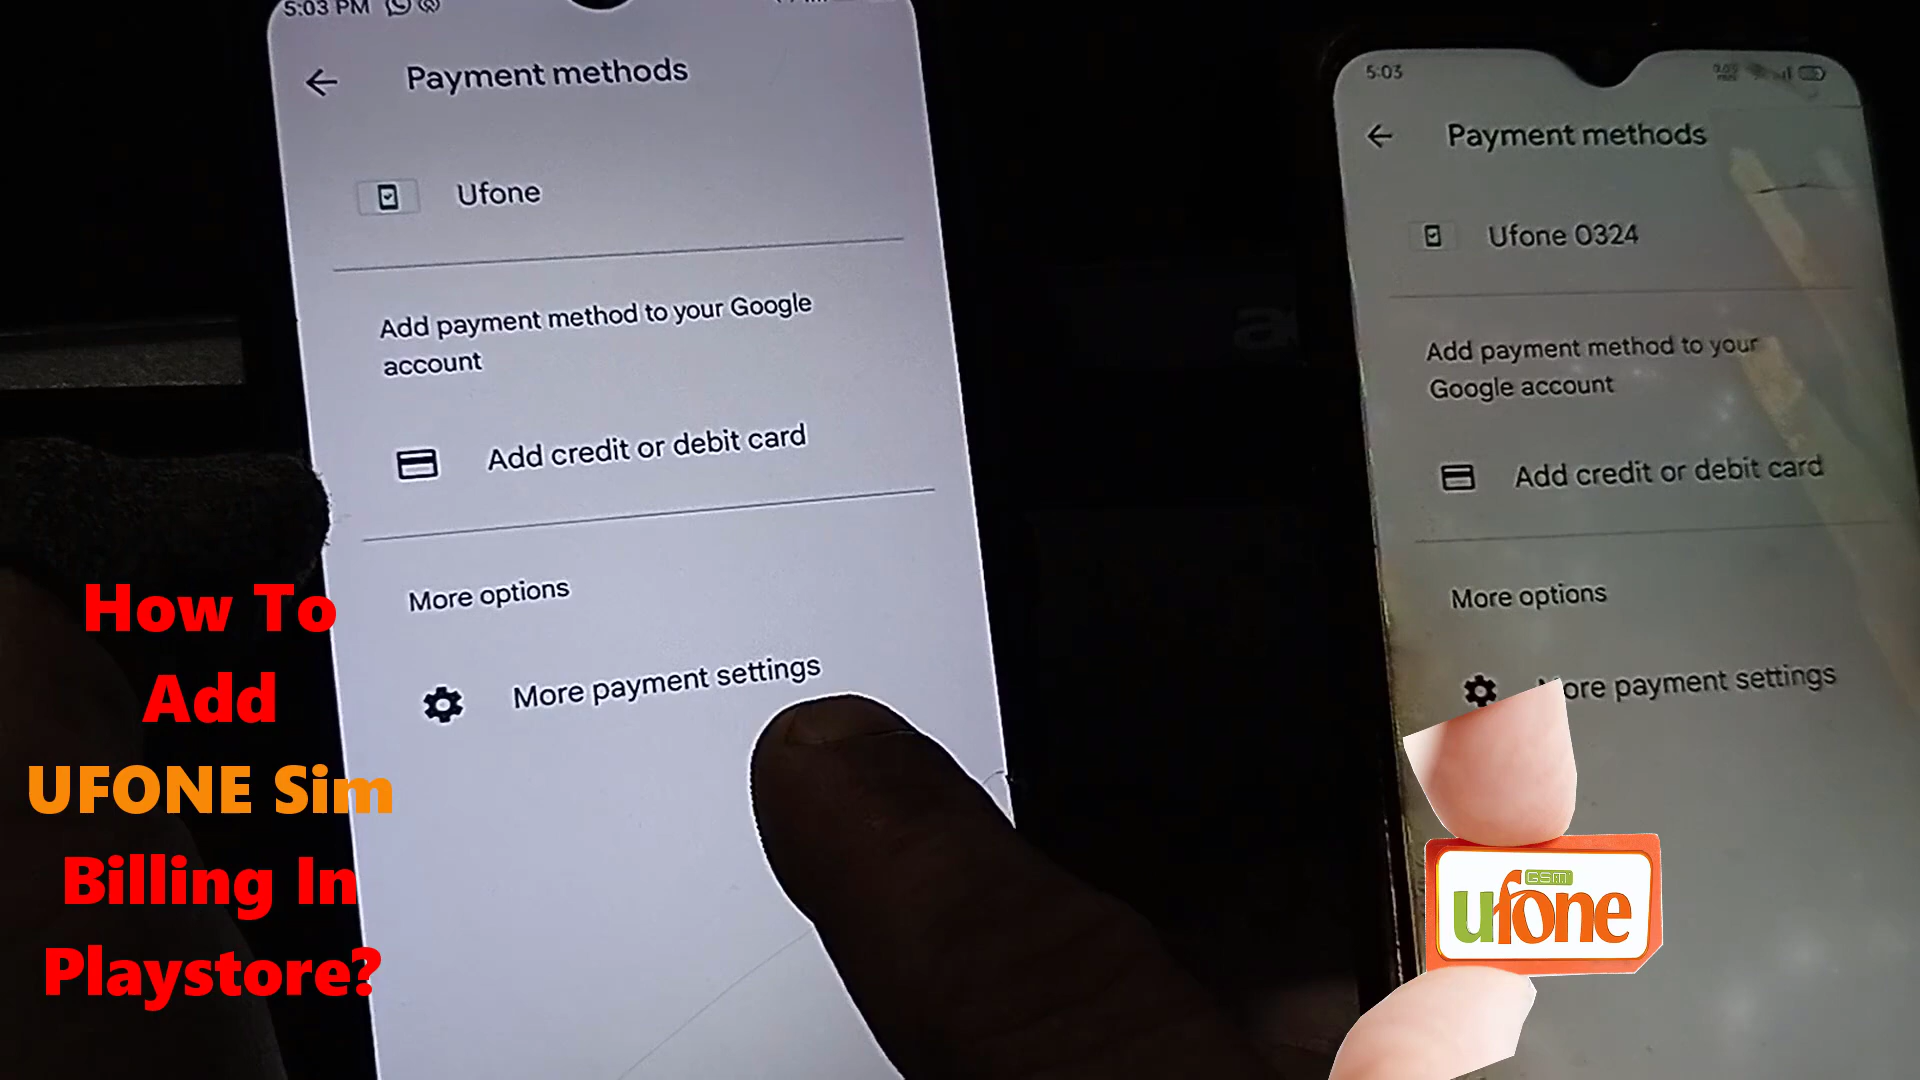 5:03 PM
Payment methods
Ufone
Add payment method to your Google
account
Add credit or debit card
More options
More payment settings
5:03
Payment methods
Ufone 0324
Add payment method to your
Google account
Add credit or debit card
More options
More payment settings
How To
Add
UFONE Sim
Billing In
Playstore?
GSM
ufone
a